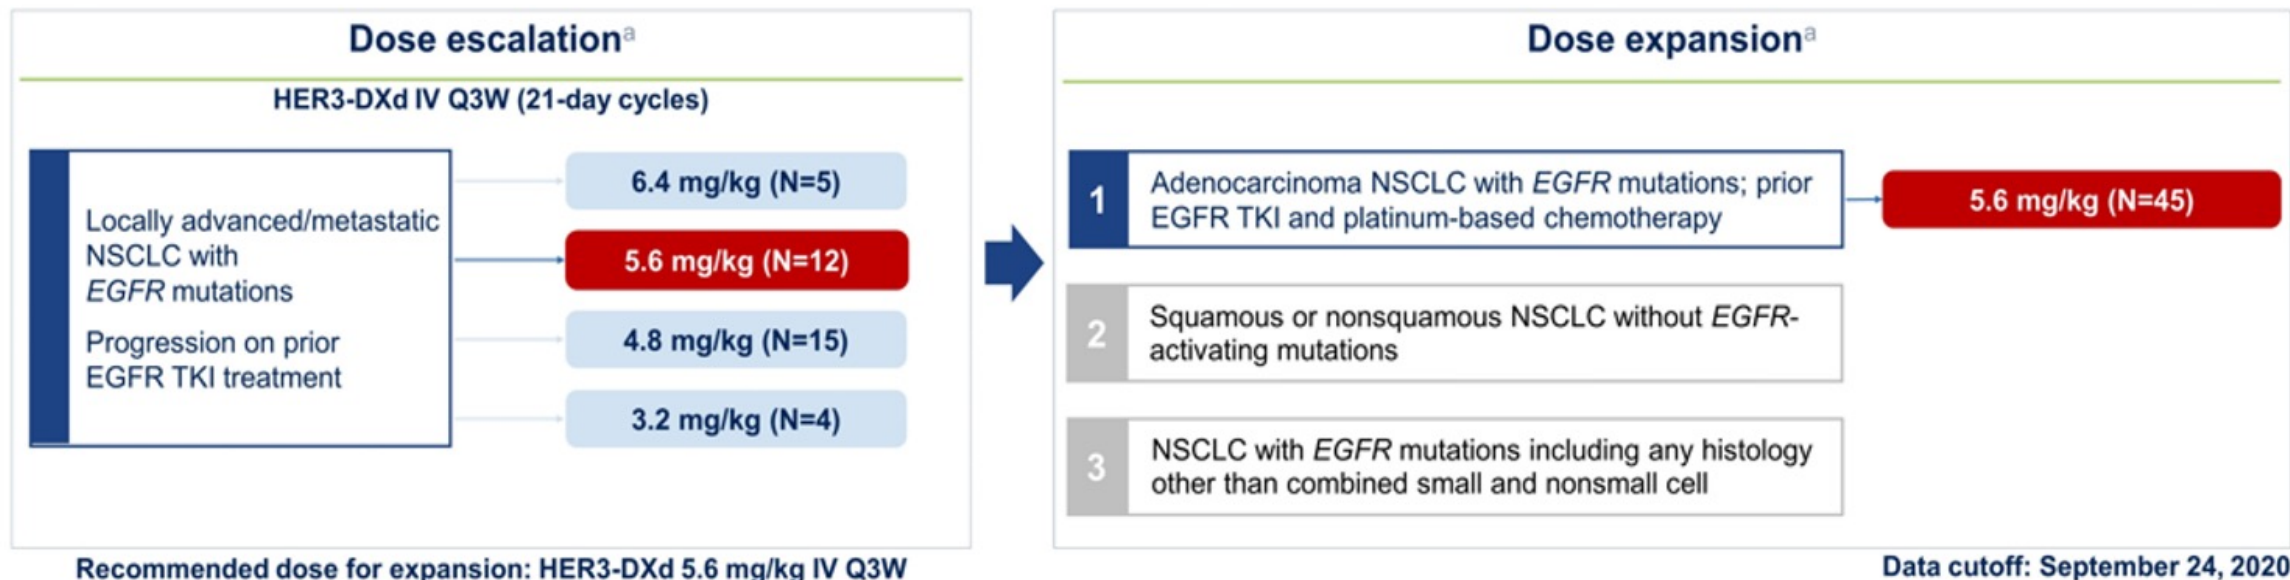 Dose escalationᵃ
HER3-DXd IV Q3W (21-day cycles)
Locally advanced/metastatic
NSCLC with
EGFR mutations
Progression on prior
EGFR TKI treatment
6.4 mg/kg (N=5)
5.6 mg/kg (N=12)
4.8 mg/kg (N=15)
3.2 mg/kg (N=4)
Recommended dose for expansion: HER3-DXd 5.6 mg/kg IV Q3W
Dose expansionᵃ
1
Adenocarcinoma NSCLC with EGFR mutations; prior
EGFR TKI and platinum-based chemotherapy
5.6 mg/kg (N=45)
2
Squamous or nonsquamous NSCLC without EGFR-
activating mutations
3
NSCLC with EGFR mutations including any histology
other than combined small and nonsmall cell
Data cutoff: September 24, 2020